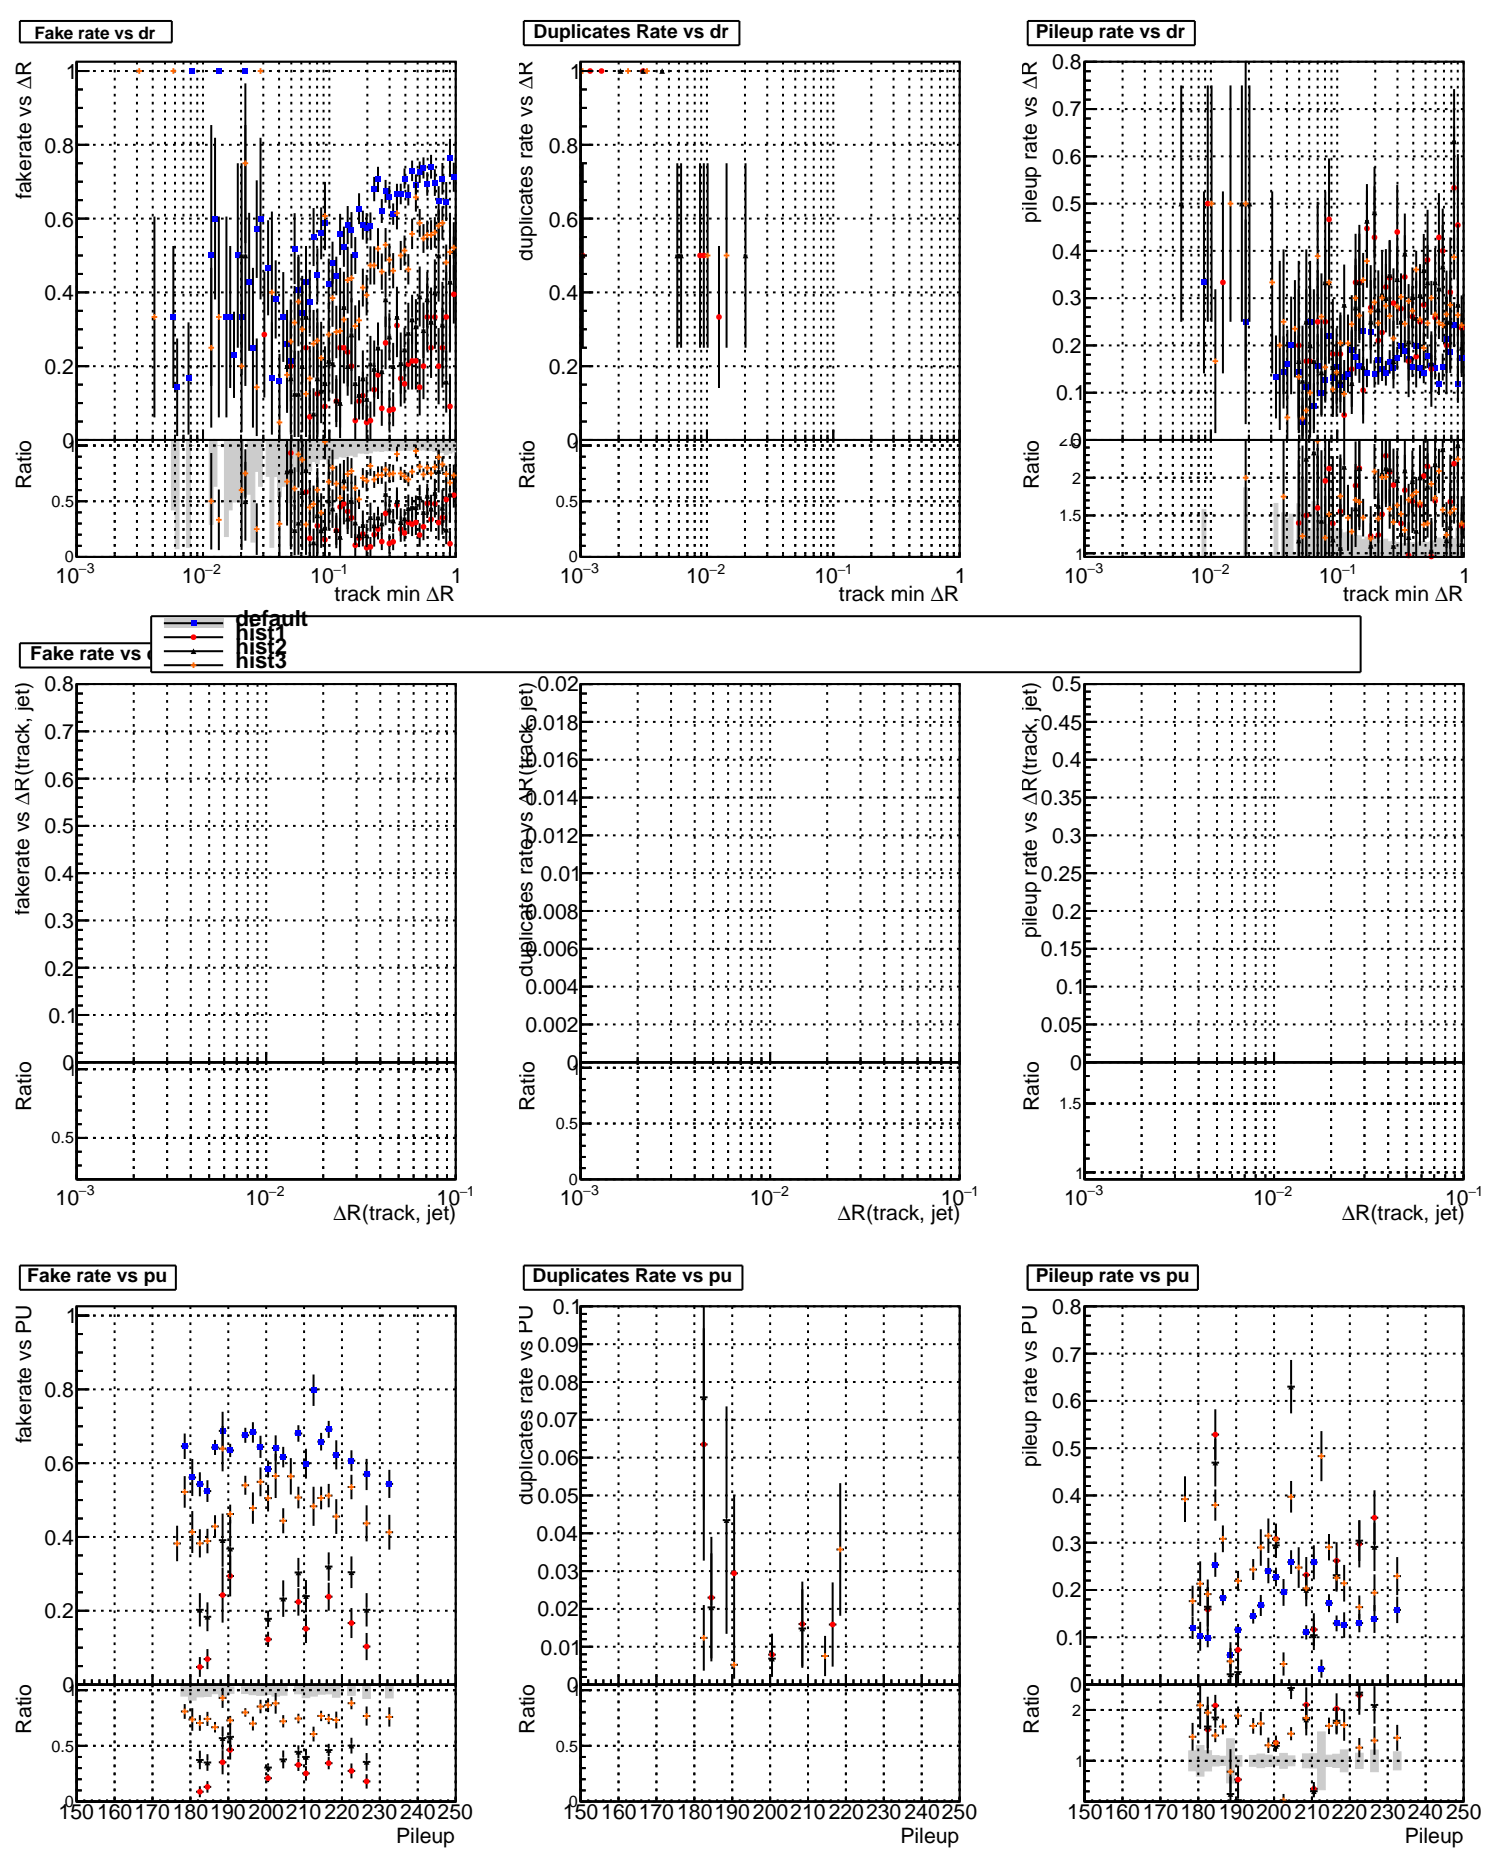 Fake rate vs dr
Duplicates Rate vs dr
Pileup rate vs dr
fakerate vs ΔR
1
0.8
0.6
0.4
0.2
0
Ratio
0.5
0
10−3
10−2
10−1
1
track min ΔR
duplicates rate vs ΔR
1
0.8
0.6
0.4
0.2
0
Ratio
0.5
0
10−3
10−2
10−1
1
track min ΔR
pileup rate vs ΔR
0.8
0.7
0.6
0.5
0.4
0.3
0.2
0.1
0
Ratio
2
1.5
1
10−3
10−2
10−1
1
track min ΔR
default
hist1
hist2
hist3
Fake rate vs
fakerate vs ΔR(track, jet)
0.8
0.7
0.6
0.5
0.4
0.3
0.2
0.1
0
Ratio
1
0.5
10−3
10−2
10−1
ΔR(track, jet)
duplicates rate vs ΔR(track, jet)
0.02
0.018
0.016
0.014
0.012
0.01
0.008
0.006
0.004
0.002
0
Ratio
1
0.5
0
10−3
10−2
10−1
ΔR(track, jet)
pileup rate vs ΔR(track, jet)
0.5
0.45
0.4
0.35
0.3
0.25
0.2
0.15
0.1
0.05
0
Ratio
1.5
1
10−3
10−2
10−1
ΔR(track, jet)
Fake rate vs pu
Duplicates Rate vs pu
Pileup rate vs pu
fakerate vs PU
1
0.8
0.6
0.4
0.2
0
Ratio
1
0.5
0
150 160 170 180 190 200 210 220 230 240 250
Pileup
duplicates rate vs PU
0.1
0.09
0.08
0.07
0.06
0.05
0.04
0.03
0.02
0.01
0
Ratio
1
0.5
0
150 160 170 180 190 200 210 220 230 240 250
Pileup
pileup rate vs PU
0.8
0.7
0.6
0.5
0.4
0.3
0.2
0.1
0
Ratio
2
1
150 160 170 180 190 200 210 220 230 240 250
Pileup